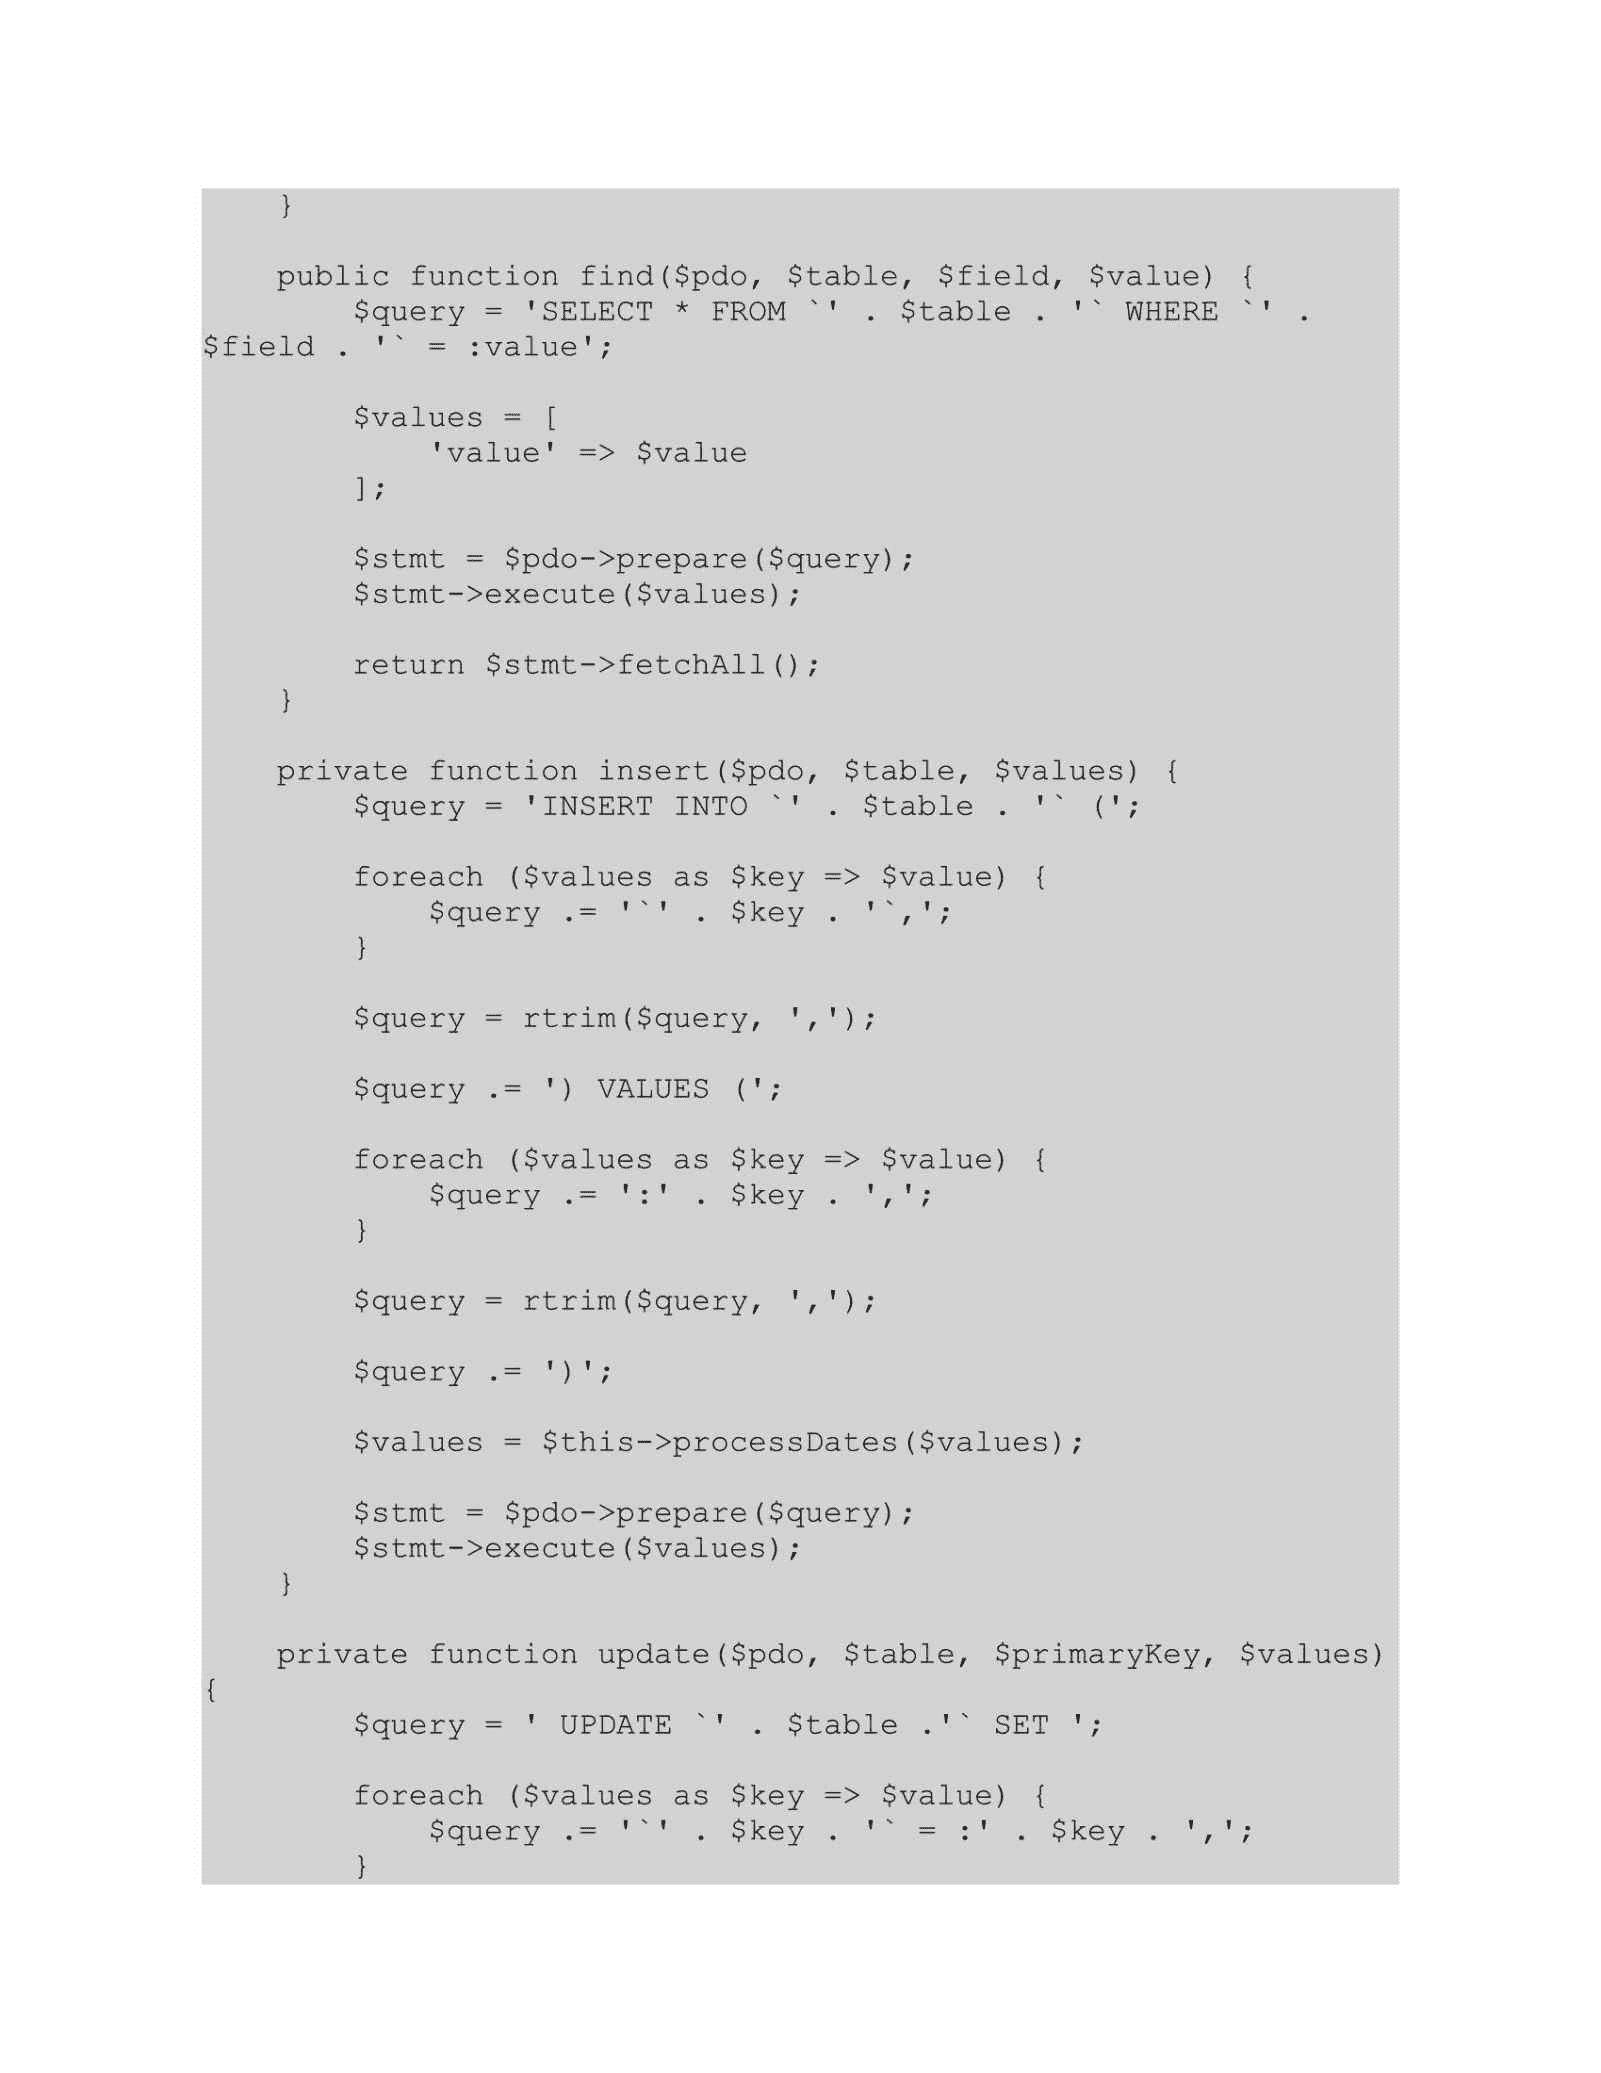 }

    public function find($pdo, $table, $field, $value) {
        $query = 'SELECT * FROM `' . $table . '` WHERE `' .
$field . '` = :value';

        $values = [
            'value' => $value
        ];

        $stmt = $pdo->prepare($query);
        $stmt->execute($values);

        return $stmt->fetchAll();
    }

    private function insert($pdo, $table, $values) {
        $query = 'INSERT INTO `' . $table . '` (';

        foreach ($values as $key => $value) {
            $query .= '`' . $key . '`,';
        }

        $query = rtrim($query, ',');

        $query .= ') VALUES (';

        foreach ($values as $key => $value) {
            $query .= ':' . $key . ',';
        }

        $query = rtrim($query, ',');

        $query .= ')';

        $values = $this->processDates($values);

        $stmt = $pdo->prepare($query);
        $stmt->execute($values);
    }

    private function update($pdo, $table, $primaryKey, $values)
{
        $query = ' UPDATE `' . $table .'` SET ';

        foreach ($values as $key => $value) {
            $query .= '`' . $key . '` = :' . $key . ',';
        }